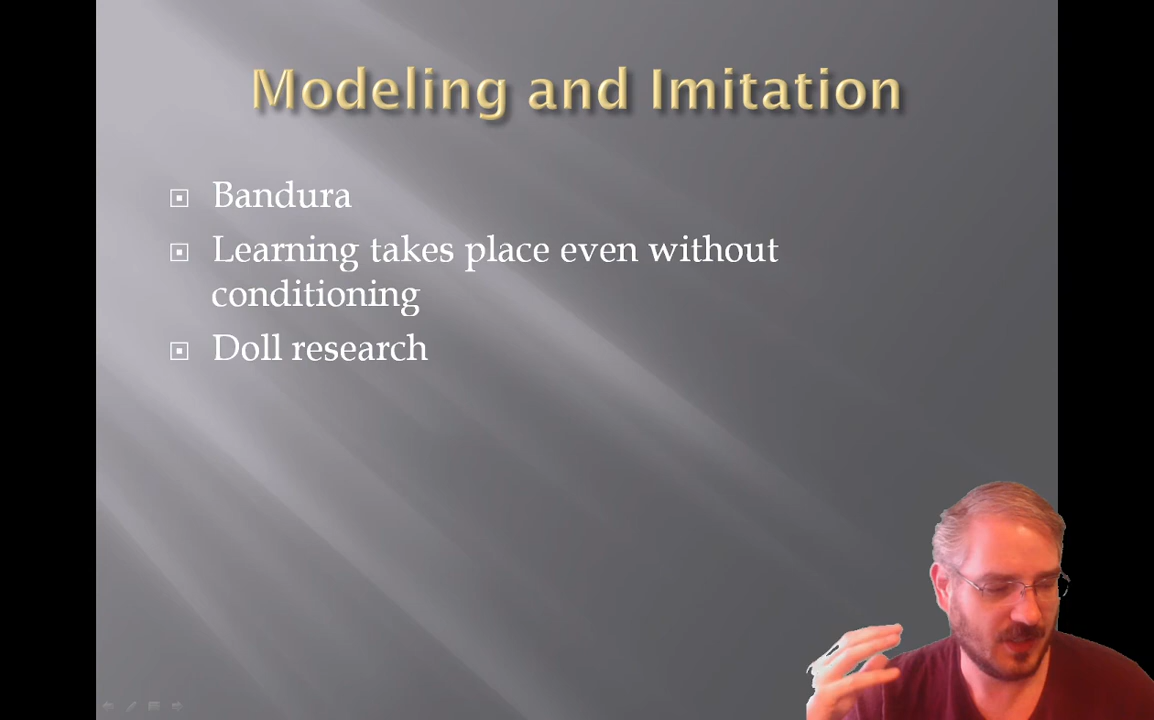 Modeling and Imitation
Bandura
Learning takes place even without
conditioning
Doll research